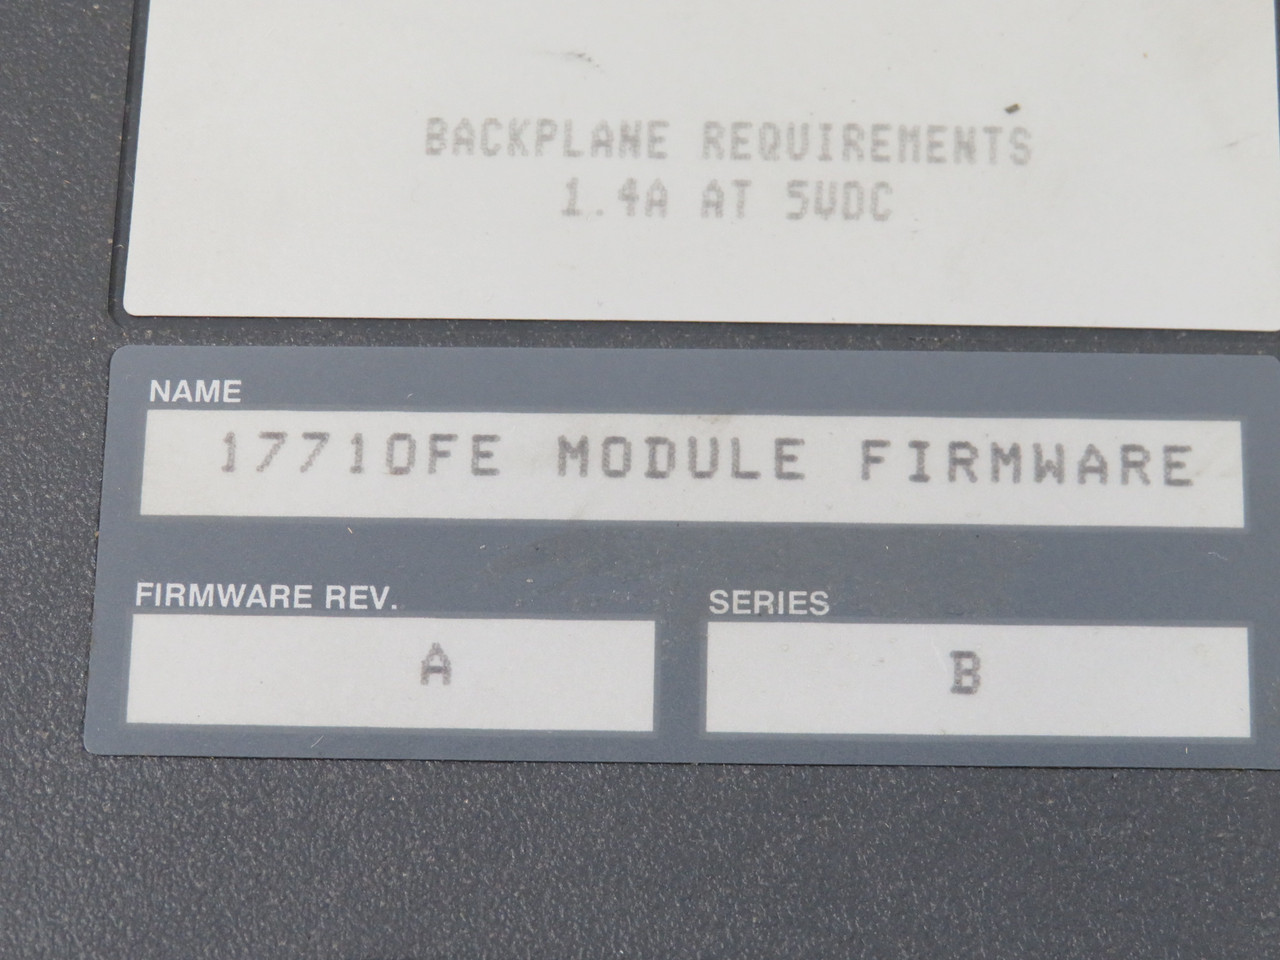 BACKPLANE REQUIREMENTS
1.4A AT 5VDC
NAME
1771OFE MODULE FIRMWARE
FIRMWARE REV.
SERIES
A
B